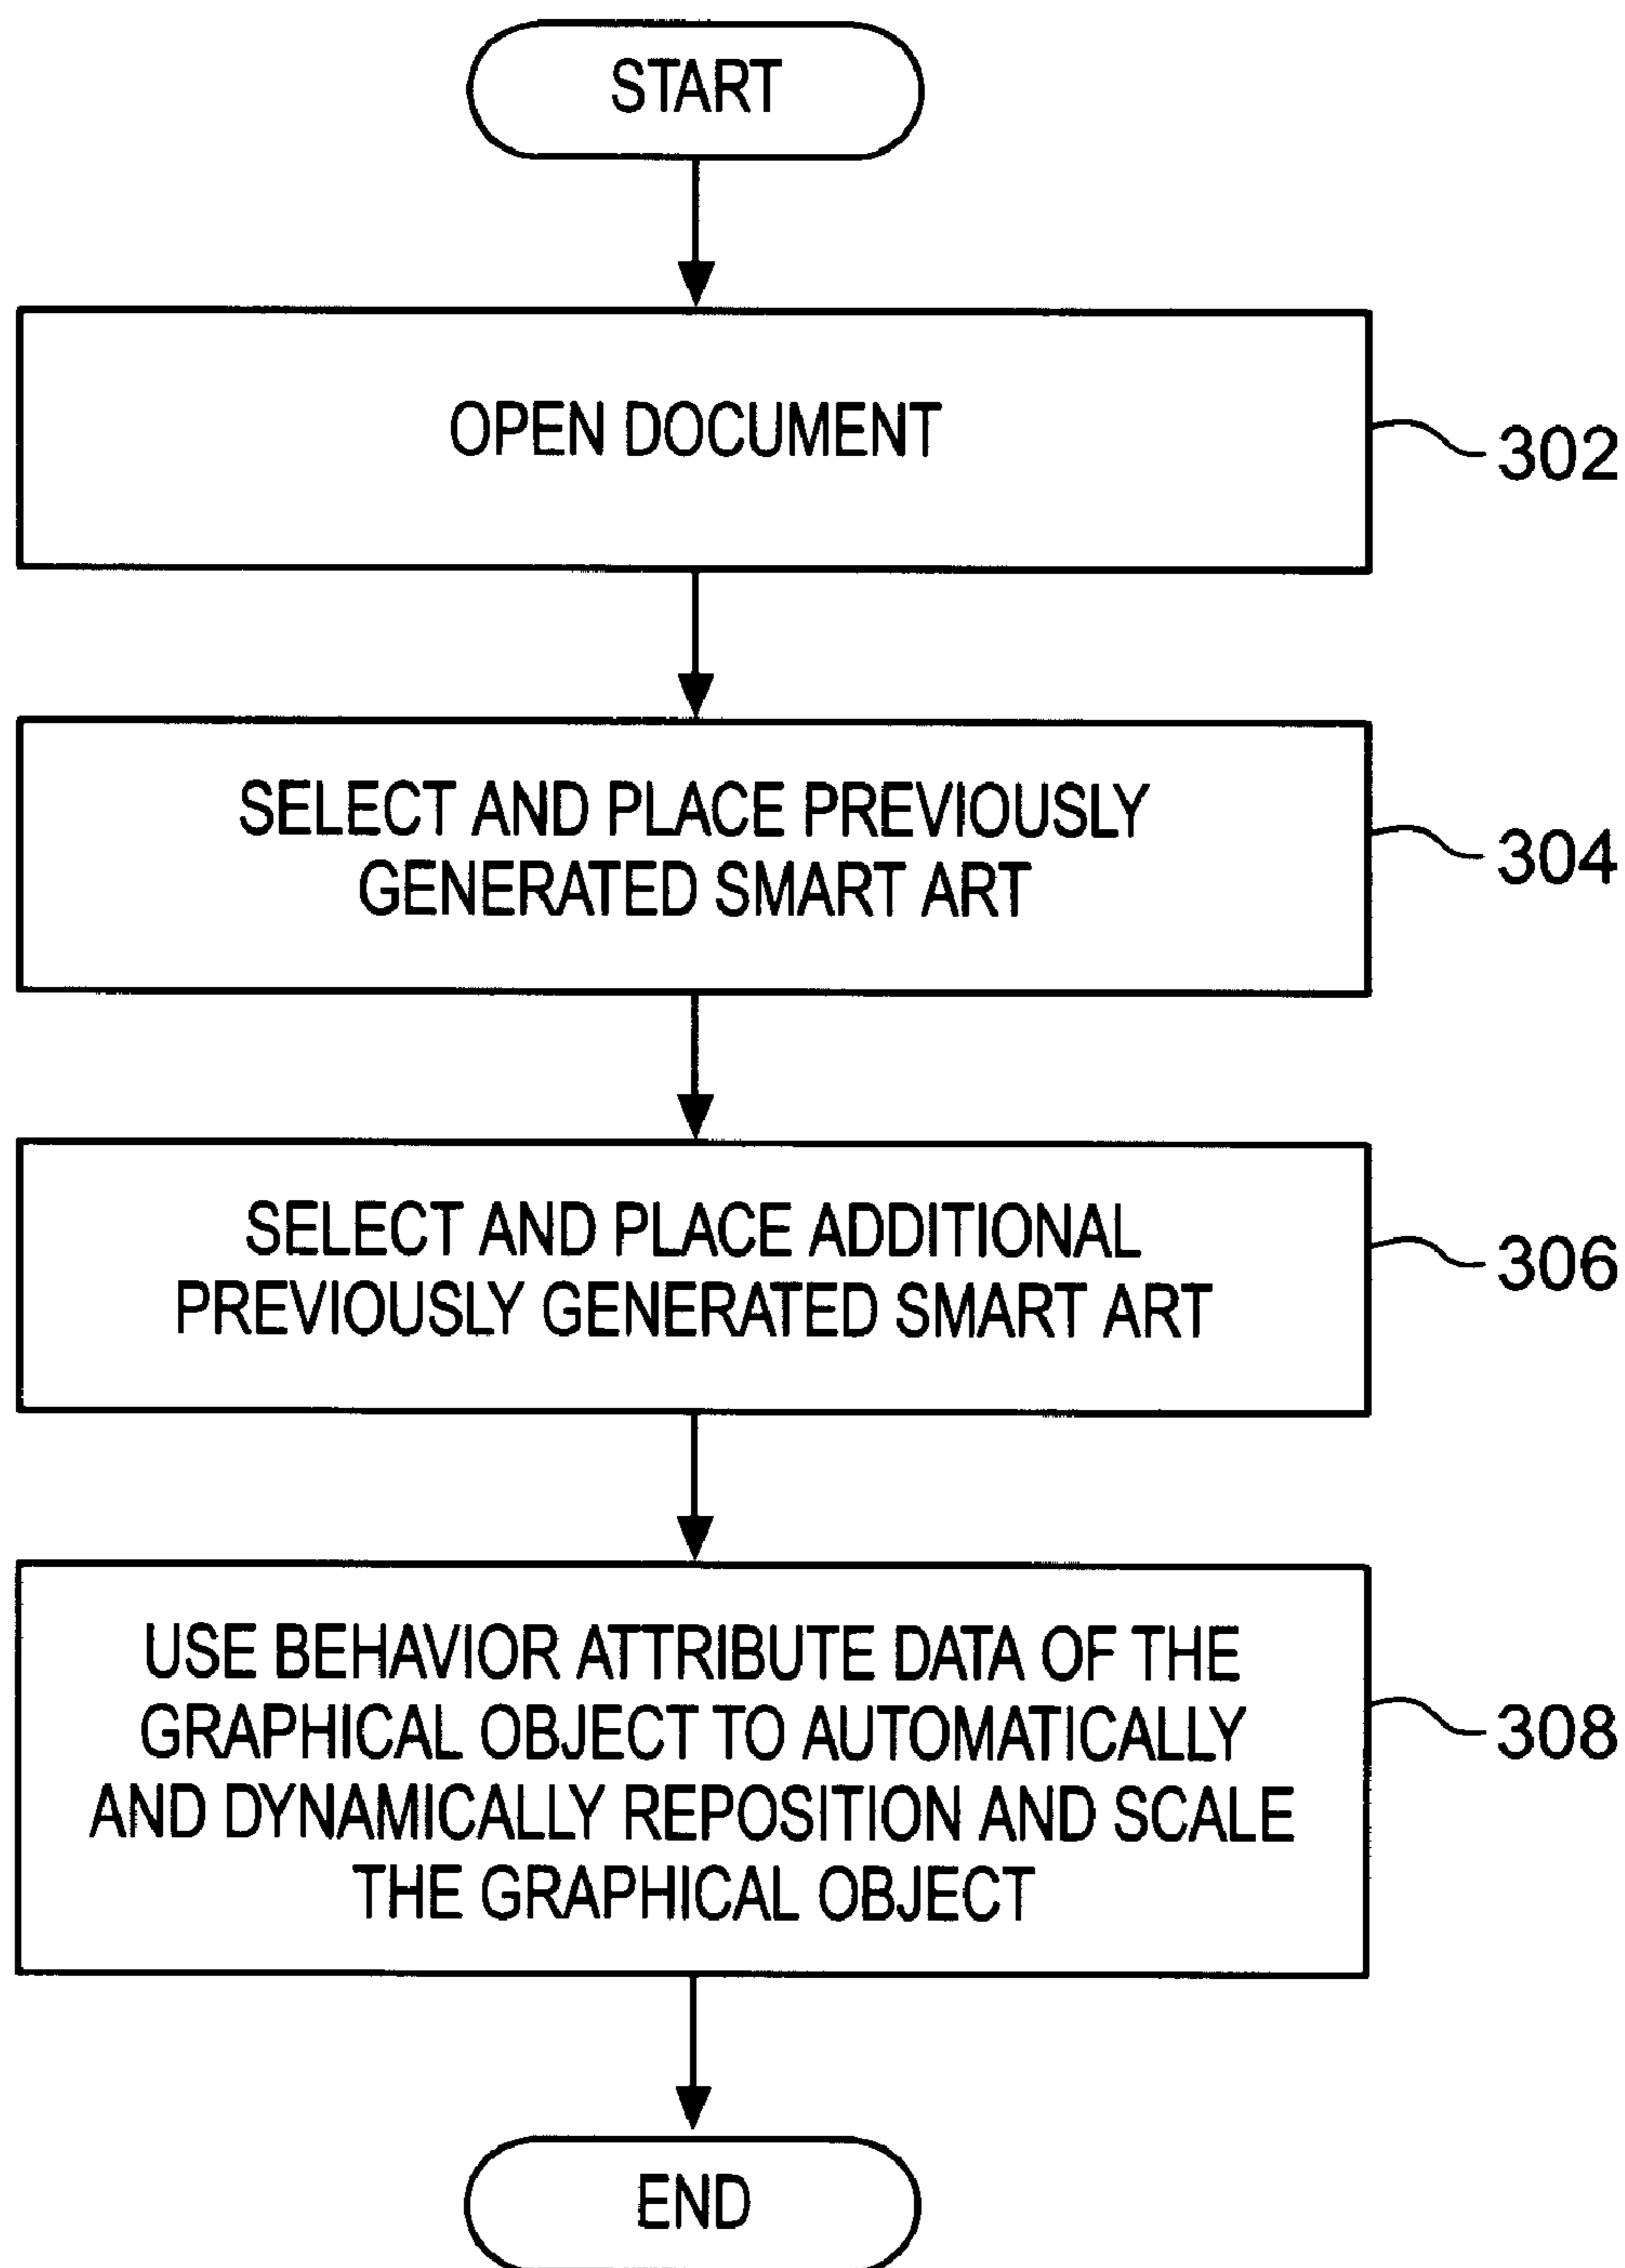 START
OPEN DOCUMENT
302
SELECT AND PLACE PREVIOUSLY
GENERATED SMART ART
304
SELECT AND PLACE ADDITIONAL
PREVIOUSLY GENERATED SMART ART
306
USE BEHAVIOR ATTRIBUTE DATA OF THE
GRAPHICAL OBJECT TO AUTOMATICALLY
AND DYNAMICALLY REPOSITION AND SCALE
THE GRAPHICAL OBJECT
308
END